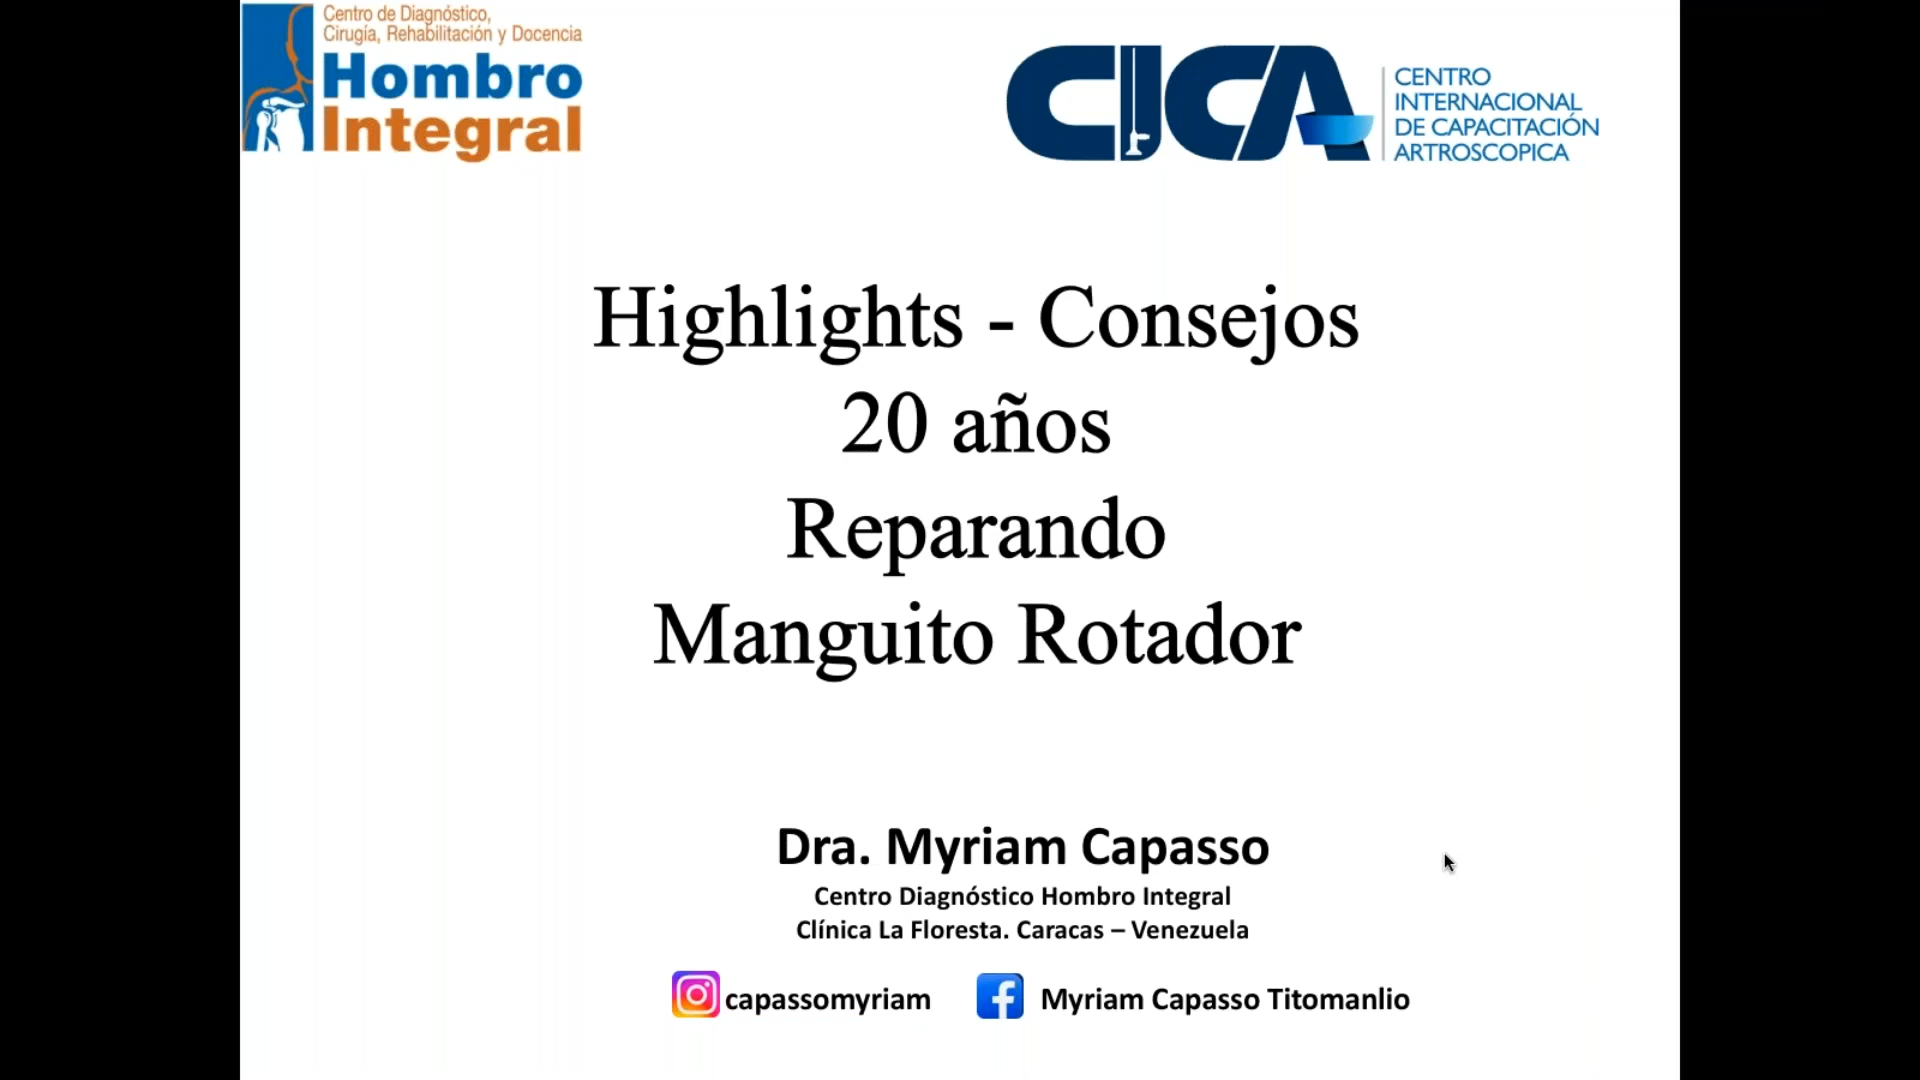 Centro de Diagnóstico,
Cirugía, Rehabilitación y Docencia
Hombro
Integral
CICA
CENTRO
INTERNACIONAL
DE CAPACITACIÓN
ARTROSCOPICA
Highlights - Consejos
20 años
Reparando
Manguito Rotador
Dra. Myriam Capasso
Centro Diagnóstico Hombro Integral
Clínica La Floresta. Caracas – Venezuela
capassomyriam
Myriam Capasso Titomanlio